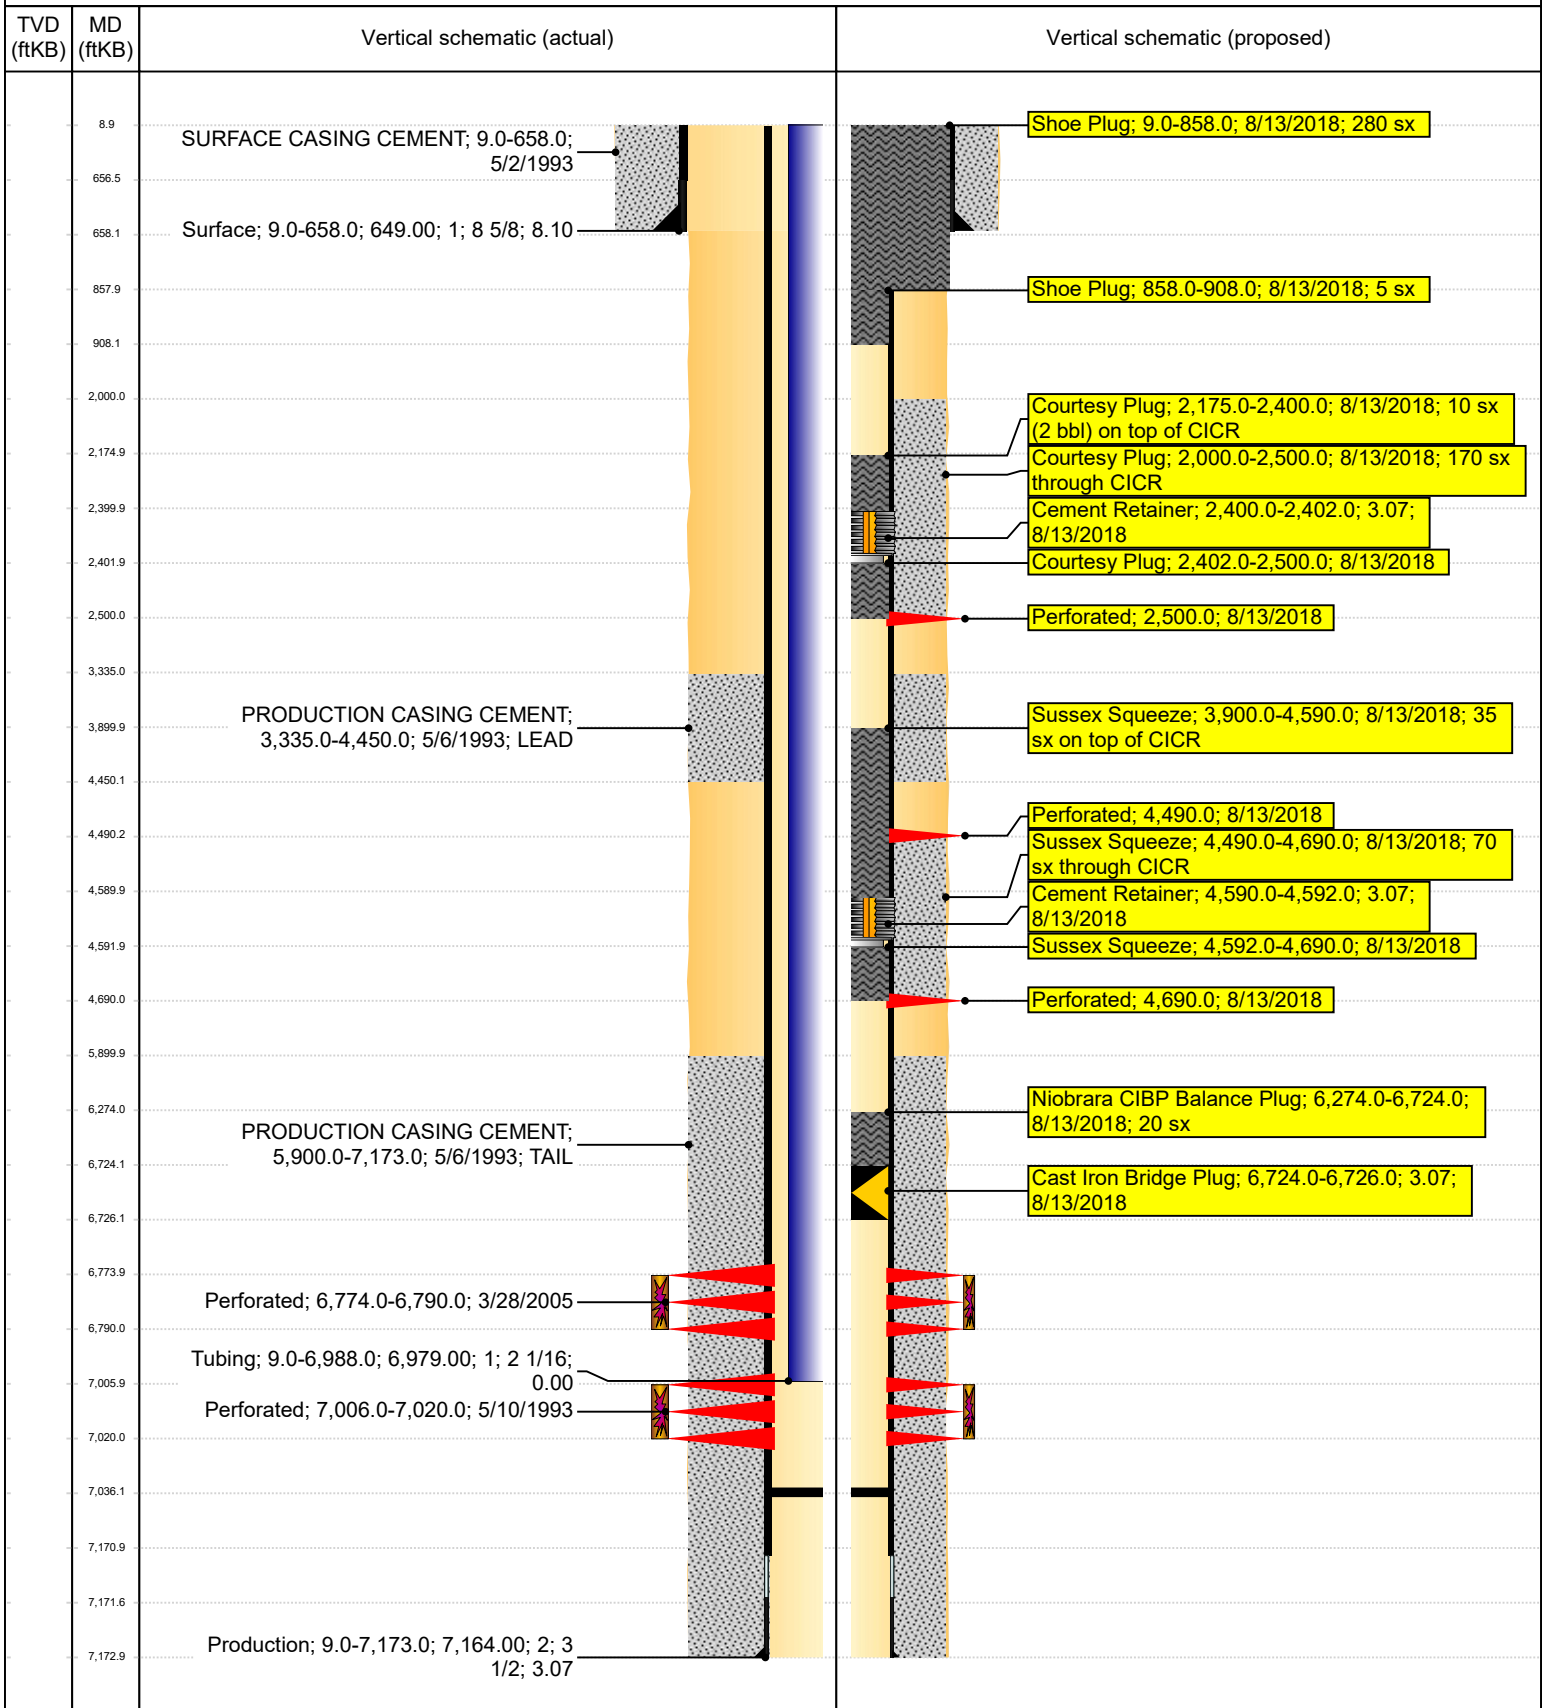 TVD
(ftKB)
MD
(ftKB)
Vertical schematic (actual)
Vertical schematic (proposed)
8.9
656.5
658.1
857.9
908.1
2,000.0
2,174.9
2,399.9
2,401.9
2,500.0
3,335.0
3,899.9
4,450.1
4,490.2
4,589.9
4,591.9
4,690.0
5,899.9
6,274.0
6,724.1
6,726.1
6,773.9
6,790.0
7,005.9
7,020.0
7,036.1
7,170.9
7,171.6
7,172.9
SURFACE CASING CEMENT; 9.0-658.0;
5/2/1993
Surface; 9.0-658.0; 649.00; 1; 8 5/8; 8.10
PRODUCTION CASING CEMENT;
3,335.0-4,450.0; 5/6/1993; LEAD
PRODUCTION CASING CEMENT;
5,900.0-7,173.0; 5/6/1993; TAIL
Perforated; 6,774.0-6,790.0; 3/28/2005
Tubing; 9.0-6,988.0; 6,979.00; 1; 2 1/16;
0.00
Perforated; 7,006.0-7,020.0; 5/10/1993
Production; 9.0-7,173.0; 7,164.00; 2; 3
1/2; 3.07
Shoe Plug; 9.0-858.0; 8/13/2018; 280 sx
Shoe Plug; 858.0-908.0; 8/13/2018; 5 sx
Courtesy Plug; 2,175.0-2,400.0; 8/13/2018; 10 sx
(2 bbl) on top of CICR
Courtesy Plug; 2,000.0-2,500.0; 8/13/2018; 170 sx
through CICR
Cement Retainer; 2,400.0-2,402.0; 3.07;
8/13/2018
Courtesy Plug; 2,402.0-2,500.0; 8/13/2018
Perforated; 2,500.0; 8/13/2018
Sussex Squeeze; 3,900.0-4,590.0; 8/13/2018; 35
sx on top of CICR
Perforated; 4,490.0; 8/13/2018
Sussex Squeeze; 4,490.0-4,690.0; 8/13/2018; 70
sx through CICR
Cement Retainer; 4,590.0-4,592.0; 3.07;
8/13/2018
Sussex Squeeze; 4,592.0-4,690.0; 8/13/2018
Perforated; 4,690.0; 8/13/2018
Niobrara CIBP Balance Plug; 6,274.0-6,724.0;
8/13/2018; 20 sx
Cast Iron Bridge Plug; 6,724.0-6,726.0; 3.07;
8/13/2018